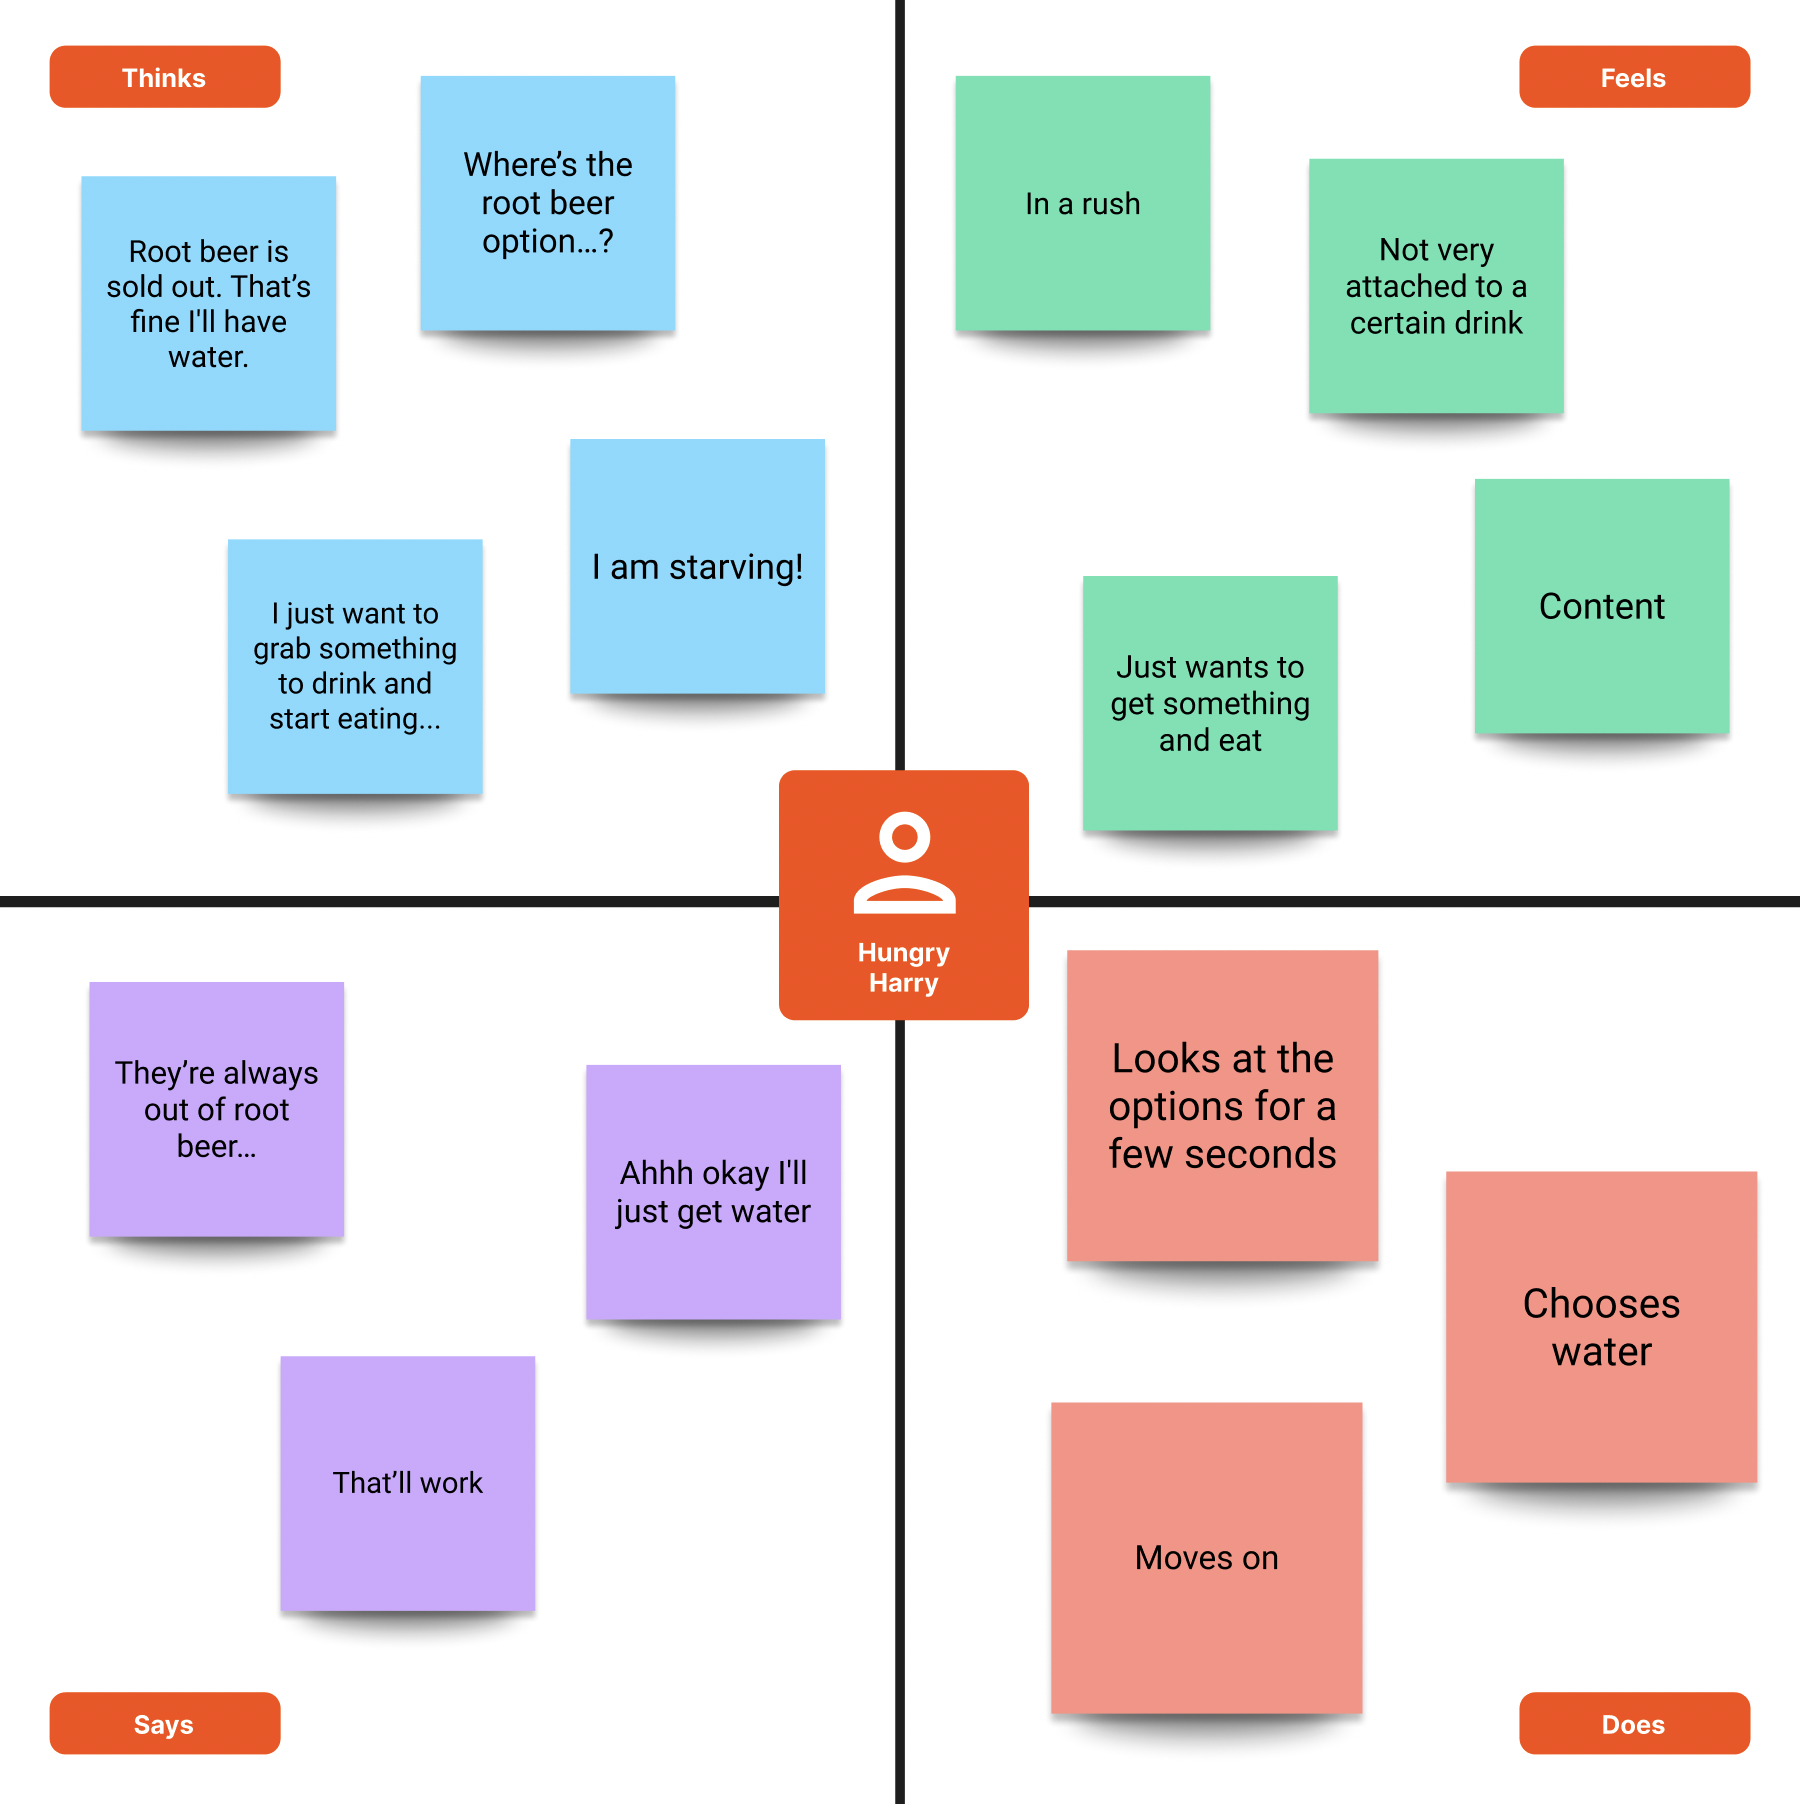 Thinks
Where’s the
root beer
option...?
Root beer is
sold out. That’s
fine I'll have
water.
I am starving!
I just want to
grab something
to drink and
start eating...
Feels
In a rush
Not very
attached to a
certain drink
Content
Just wants to
get something
and eat
Hungry
Harry
They’re always
out of root
beer...
Ahhh okay I'll
just get water
That’ll work
Says
Looks at the
options for a
few seconds
Chooses
water
Moves on
Does